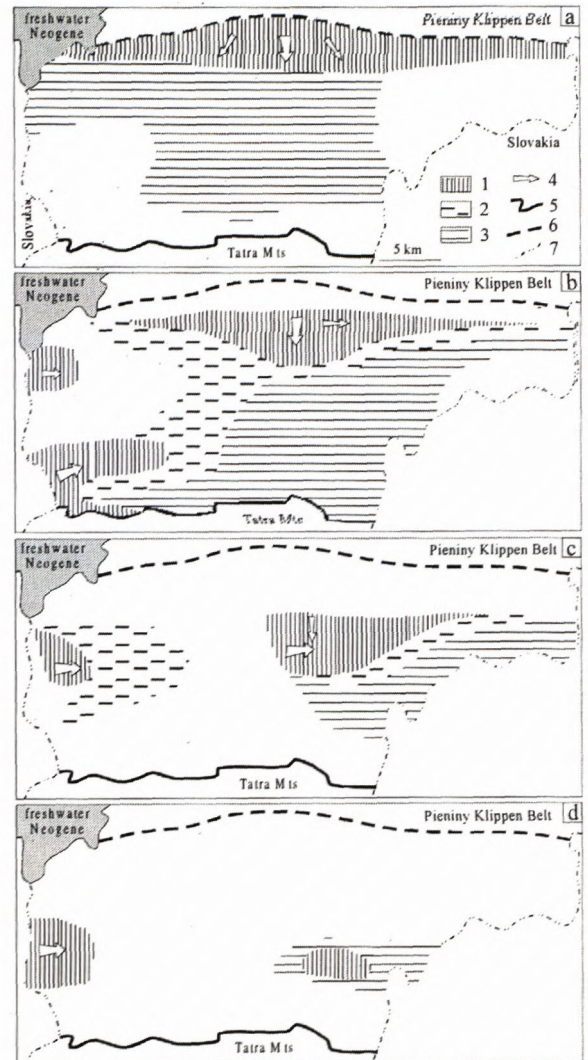 freshwater
Neogene
Pieniny Klippen Belt
a
Slovakia
Slovakia
1
4
2
5
3
6
7
Tatra Mts
5 km
freshwater
Neogene
Pieniny Klippen Belt
b
Tatra Mts
freshwater
Neogene
Pieniny Klippen Belt
c
Tatra Mts
freshwater
Neogene
Pieniny Klippen Belt
d
Tatra Mts